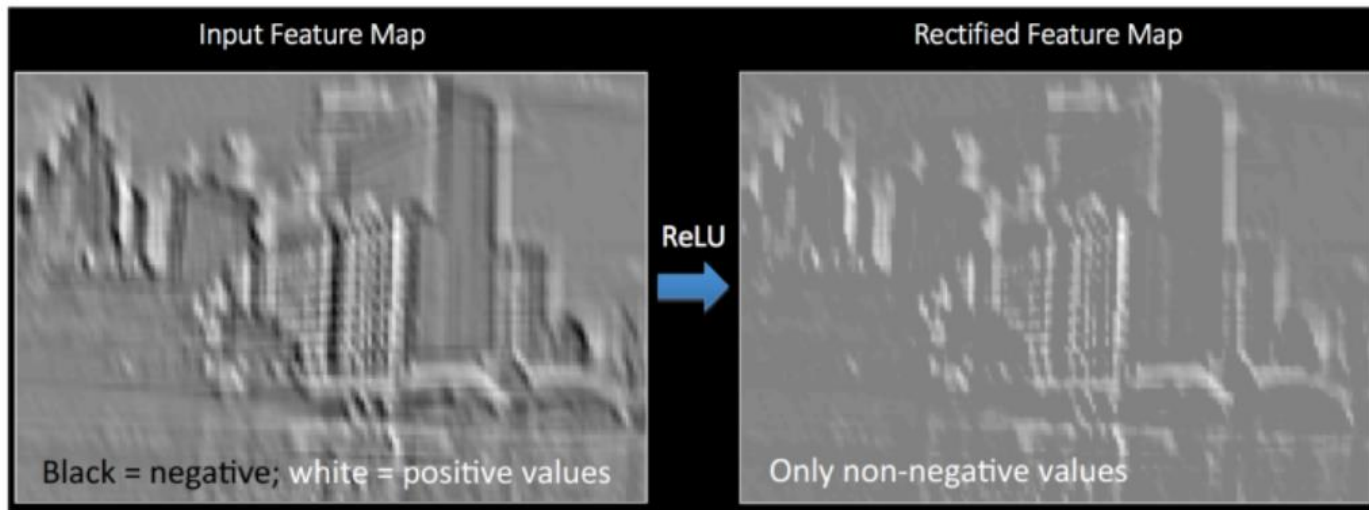 Input Feature Map
Rectified Feature Map
ReLU
Black = negative; white = positive values
Only non-negative values